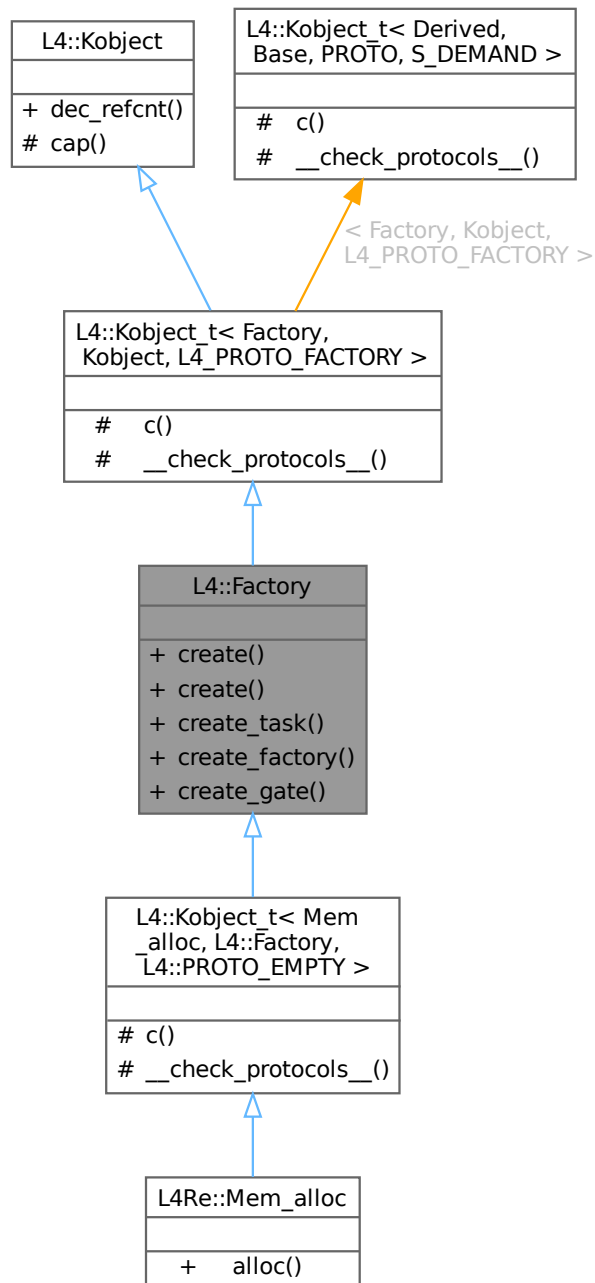 L4::Kobject
+ dec_refcnt()
# cap()
L4::Kobject_t< Derived,
Base, PROTO, S_DEMAND >
# c()
# __check_protocols__()
< Factory, Kobject,
L4_PROTO_FACTORY >
L4::Kobject_t< Factory,
Kobject, L4_PROTO_FACTORY >
# c()
# __check_protocols__()
L4::Factory
+ create()
+ create()
+ create_task()
+ create_factory()
+ create_gate()
L4::Kobject_t< Mem
_alloc, L4::Factory,
L4::PROTO_EMPTY >
# c()
# __check_protocols__()
L4Re::Mem_alloc
+ alloc()